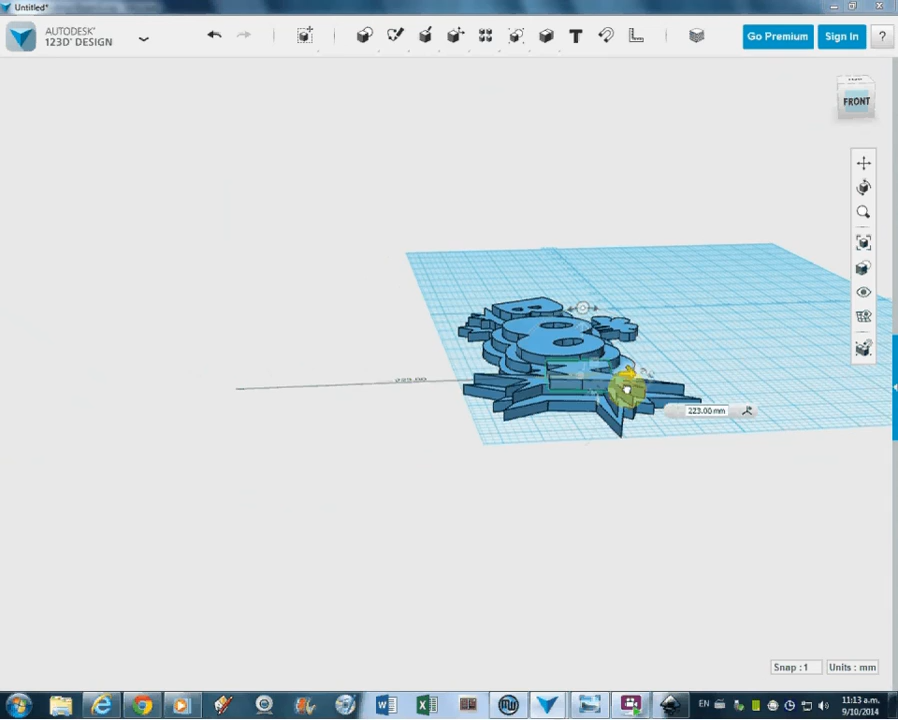 Untitled*
AUTODESK®
123D® DESIGN
T
Go Premium
Sign In
?
FRONT
B
8
223.00 mm
Snap : 1
Units : mm
EN
11:13 a.m.
9/10/2014